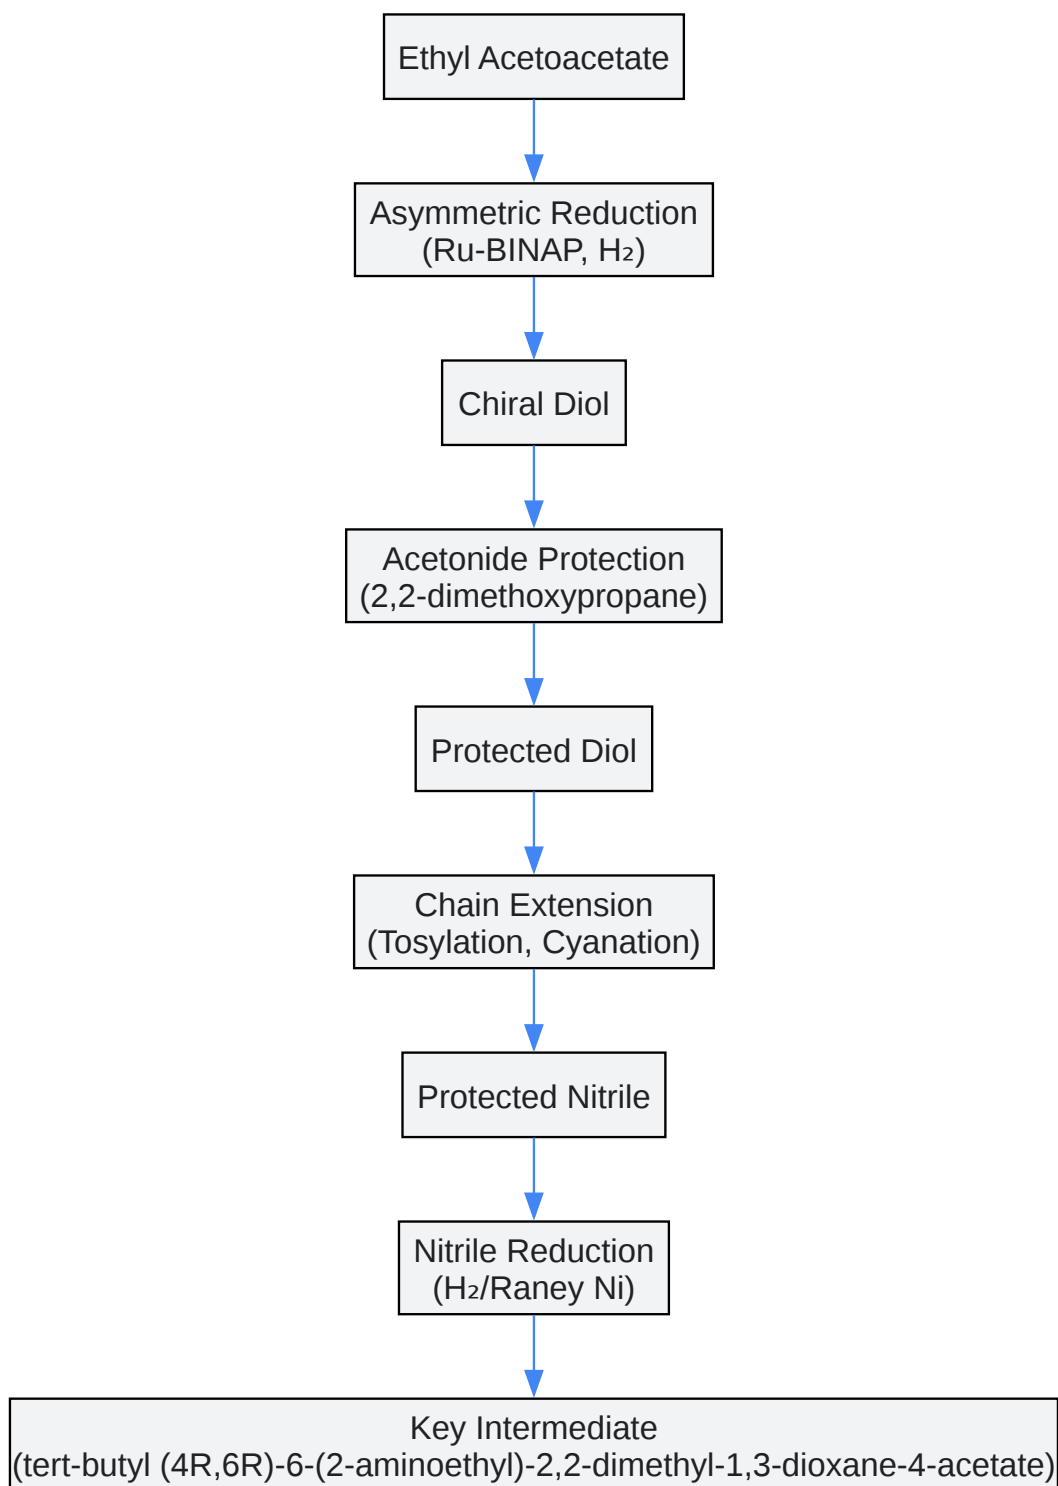 Ethyl Acetoacetate
Asymmetric Reduction
(Ru-BINAP, H₂)
Chiral Diol
Acetonide Protection
(2,2-dimethoxypropane)
Protected Diol
Chain Extension
(Tosylation, Cyanation)
Protected Nitrile
Nitrile Reduction
(H₂/Raney Ni)
Key Intermediate
(tert-butyl (4R,6R)-6-(2-aminoethyl)-2,2-dimethyl-1,3-dioxane-4-acetate)